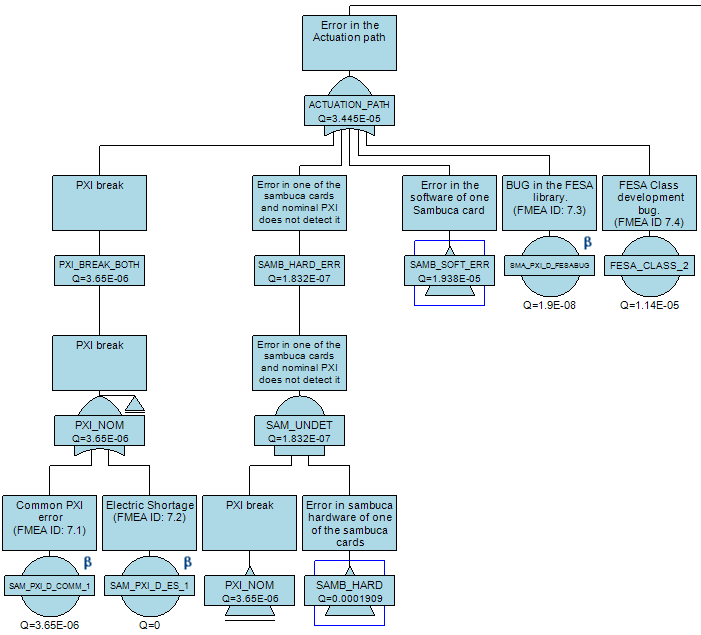 Error in the
Actuation path
ACTUATION_PATH
Q=3.445E-05
PXI break
Error in one of the
sambuca cards
and nominal PXI
does not detect it
Error in the
software of one
Sambuca card
BUG in the FESA
library.
(FMEA ID: 7.3)
FESA Class
development
bug.
(FMEA ID 7.4)
β
PXI_BREAK_BOTH
Q=3.65E-06
SAMB_HARD_ERR
Q=1.832E-07
SAMB_SOFT_ERR
Q=1.938E-05
SMA_PXI_D_FESABUG
Q=1.9E-08
FESA_CLASS_2
Q=1.14E-05
PXI break
Error in one of the
sambuca cards
and nominal PXI
does not detect it
PXI_NOM
Q=3.65E-06
SAM_UNDET
Q=1.832E-07
Common PXI
error
(FMEA ID: 7.1)
Electric Shortage
(FMEA ID: 7.2)
PXI break
Error in sambuca
hardware of one
of the sambuca
cards
β
β
SAM_PXI_D_COMM_1
Q=3.65E-06
SAM_PXI_D_ES_1
Q=0
PXI_NOM
Q=3.65E-06
SAMB_HARD
Q=0.0001909